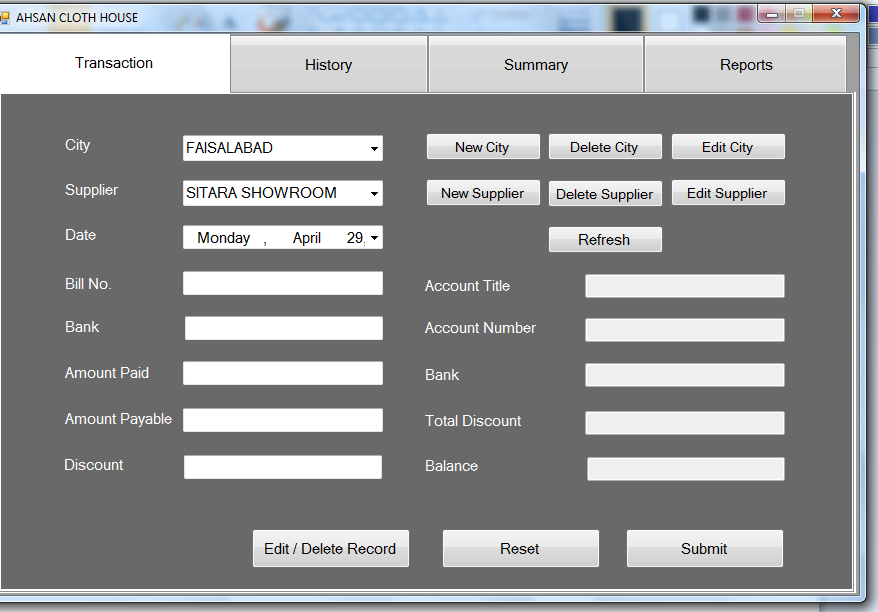 AHSAN CLOTH HOUSE
Transaction History Summary Reports
City FAISALABAD New City Delete City Edit City
Supplier SITARA SHOWROOM New Supplier Delete Supplier Edit Supplier
Date Monday , April 29, Refresh
Bill No. Account Title
Bank Account Number
Amount Paid Bank
Amount Payable Total Discount
Discount Balance
Edit / Delete Record Reset Submit